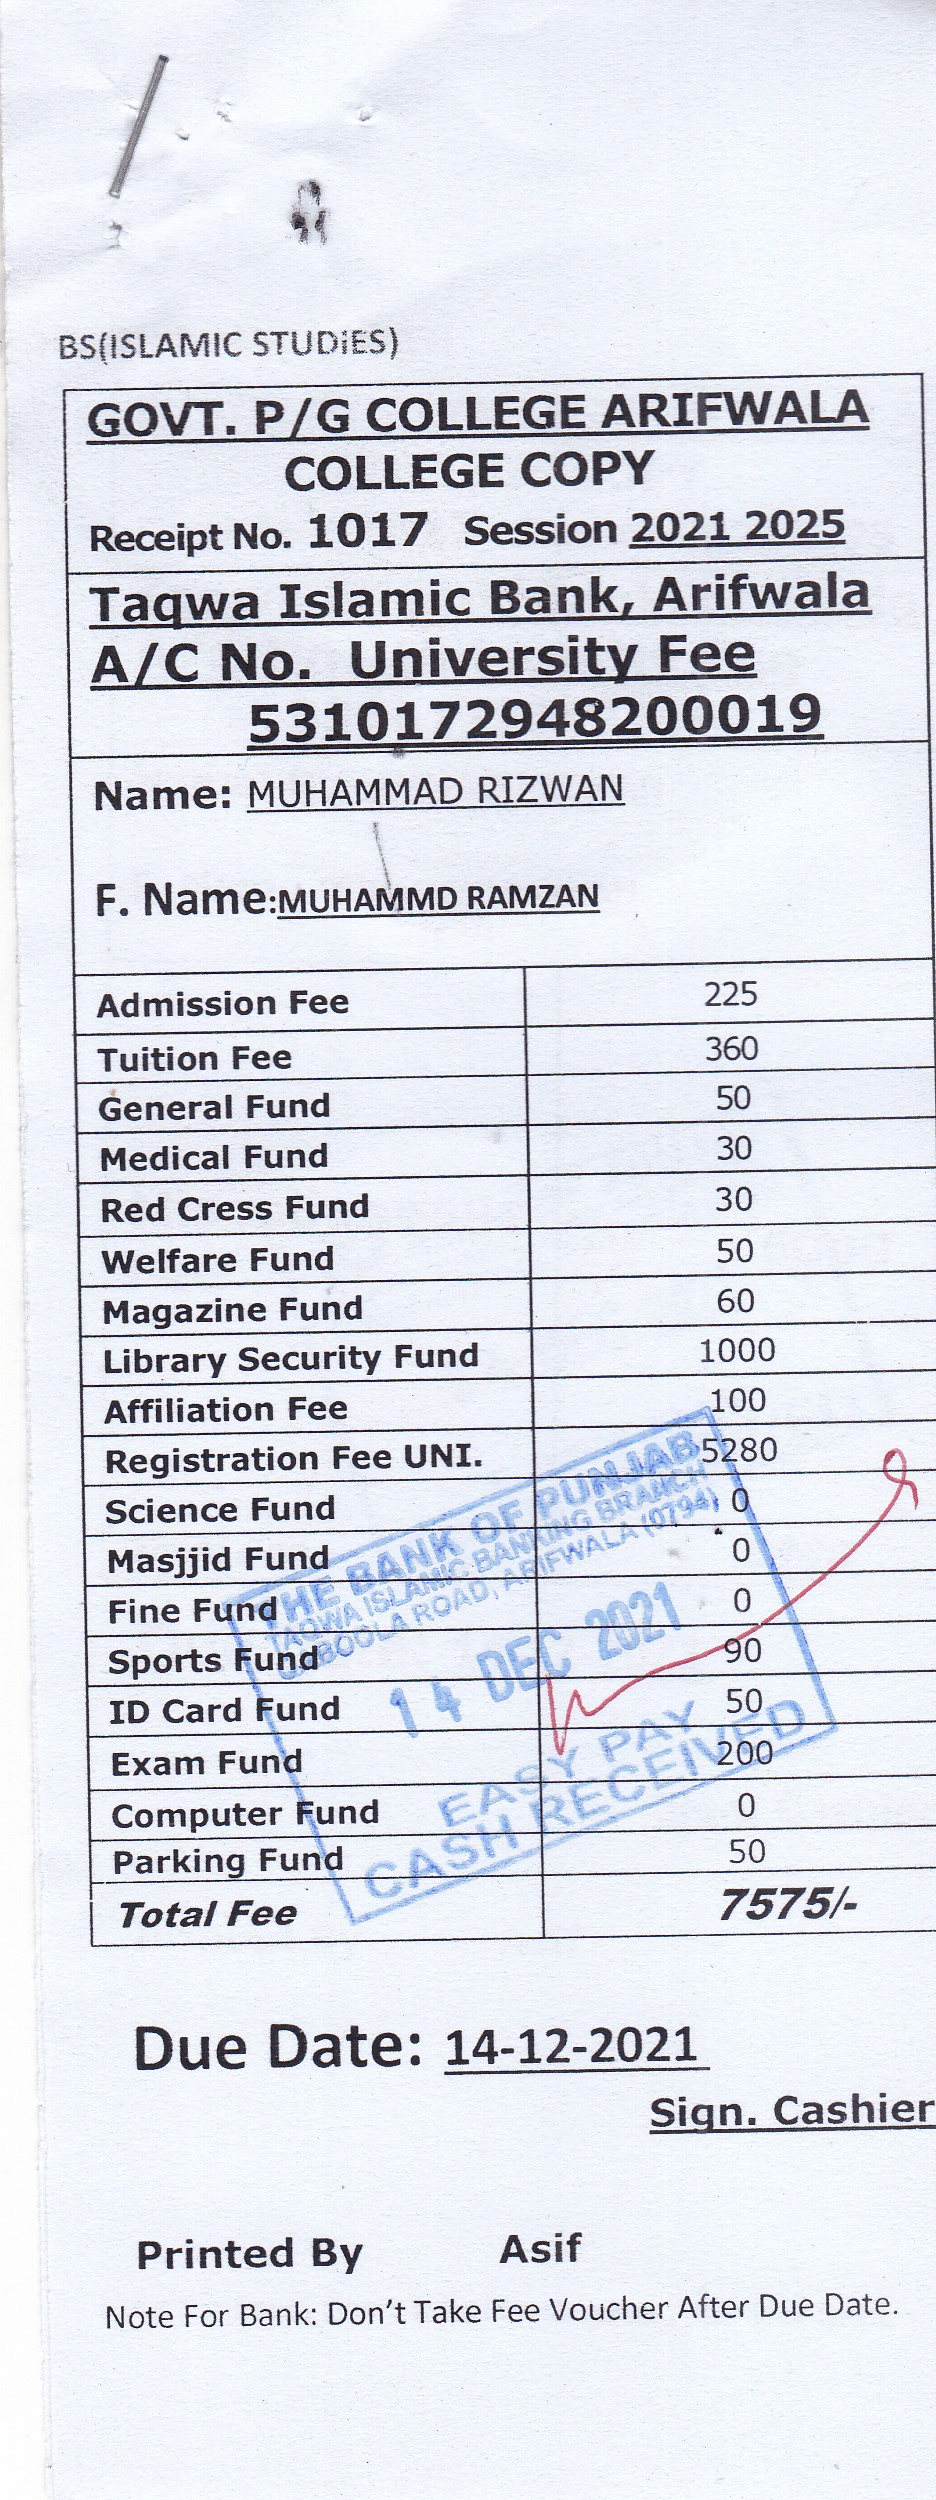 BS(ISLAMIC STUDiES)
GOVT. P/G COLLEGE ARIFWALA
COLLEGE COPY
Receipt No. 1017 Session 2021 2025
Taqwa Islamic Bank, Arifwala
A/C No. University Fee
5310172948200019
Name: MUHAMMAD RIZWAN
F. Name:MUHAMMD RAMZAN
Admission Fee 225
Tuition Fee 360
General Fund 50
Medical Fund 30
Red Cress Fund 30
Welfare Fund 50
Magazine Fund 60
Library Security Fund 1000
Affiliation Fee 100
Registration Fee UNI. 5280
Science Fund 0
Masjjid Fund 0
Fine Fund 0
Sports Fund 90
ID Card Fund 50
Exam Fund 200
Computer Fund 0
Parking Fund 50
Total Fee 7575/-
THE BANK OF PUNJAB
TAQWA ISLAMIC BANKING BRANCH
QABOOLA ROAD, ARIFWALA (0794)
14 DEC 2021
EASY PAY
CASH RECEIVED
Due Date: 14-12-2021
Sign. Cashier
Printed By Asif
Note For Bank: Don't Take Fee Voucher After Due Date.